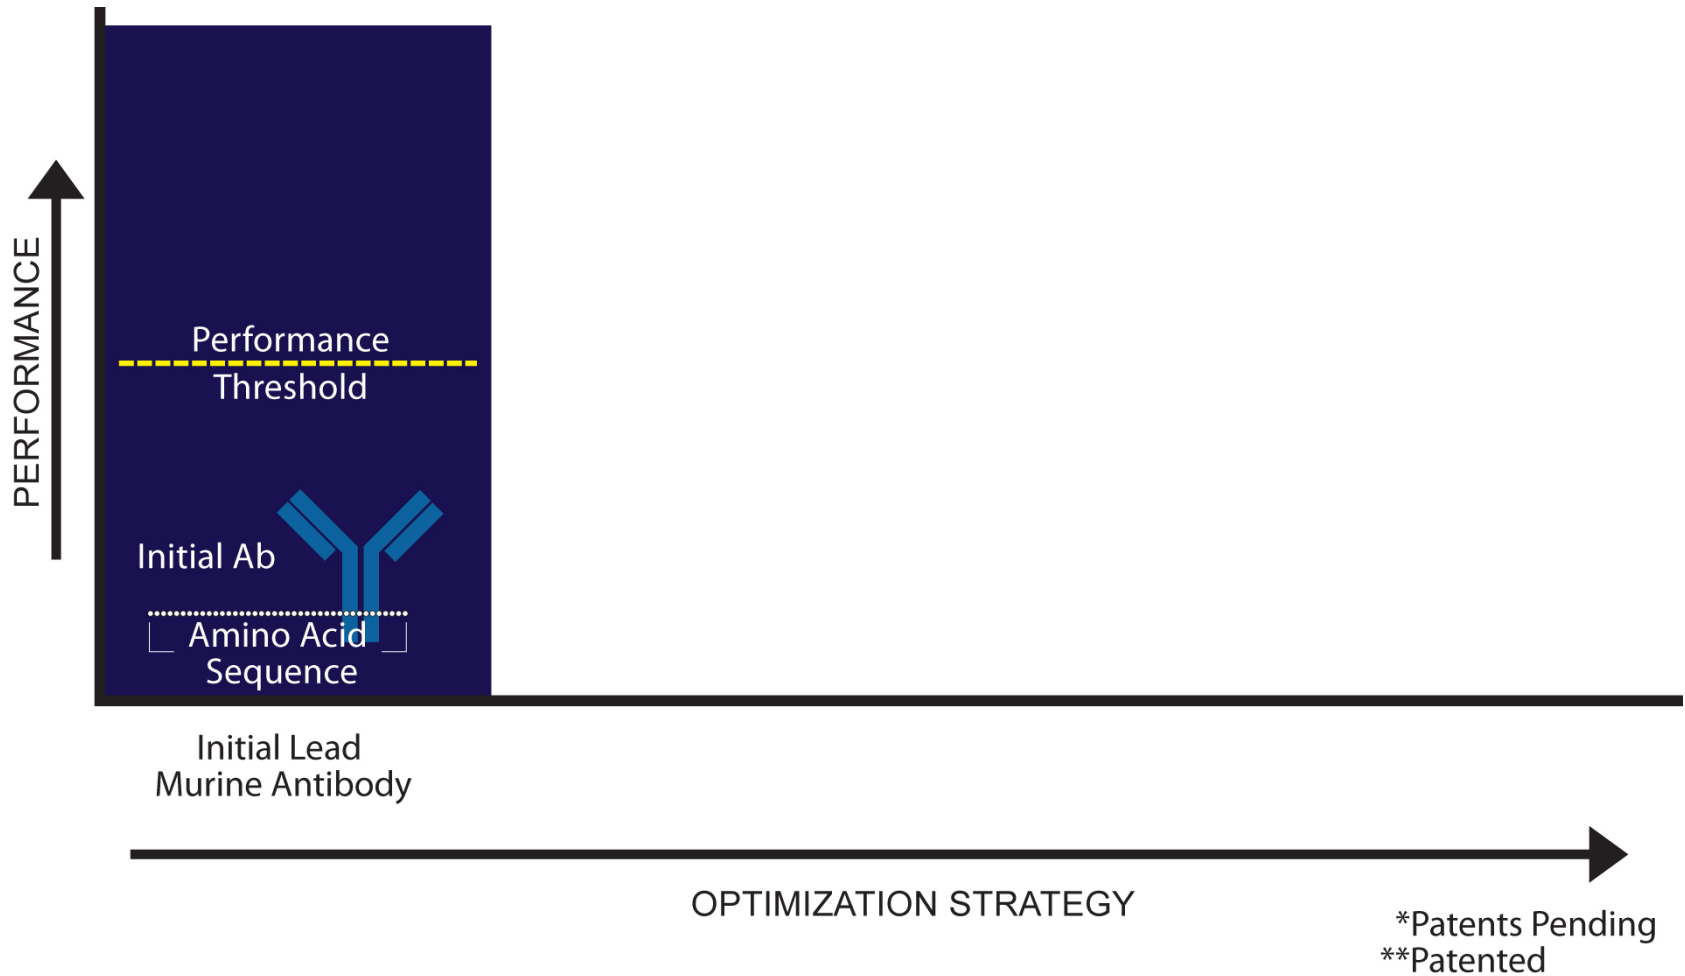 PERFORMANCE
Performance
Threshold
Initial Ab
Amino Acid
Sequence
Initial Lead
Murine Antibody
OPTIMIZATION STRATEGY
*Patents Pending
**Patented